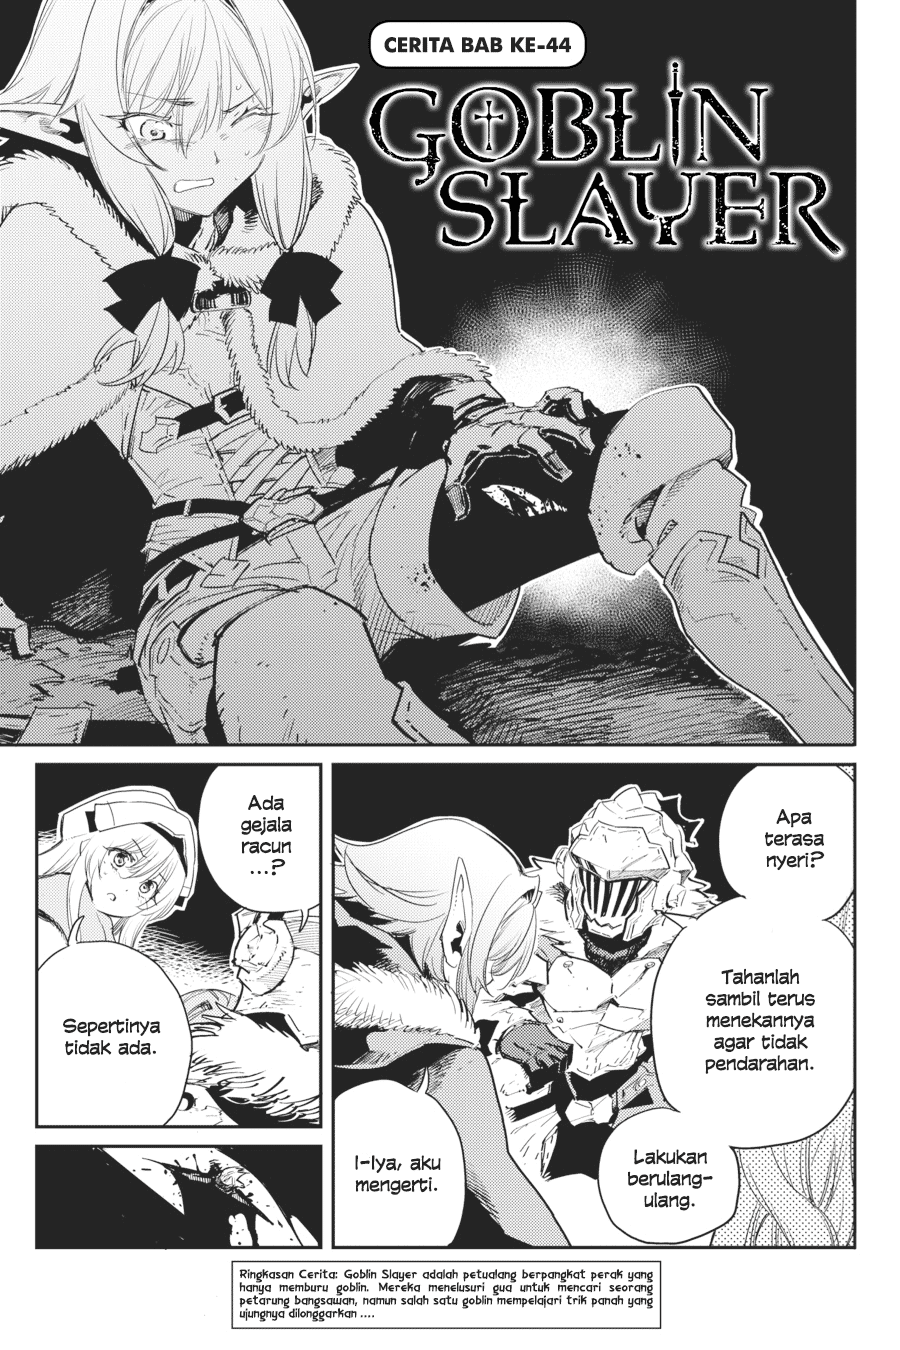 CERITA BAB KE-44
GOBLIN
SLAYER
Apa
terasa
nyeri?
Tahanlah
sambil terus
menekannya
agar tidak
pendarahan.
Lakukan
berulang-
ulang.
I-Iya, aku
mengerti.
Ada
gejala
racun
...?
Sepertinya
tidak ada.
Ringkasan Cerita: Goblin Slayer adalah petualang berpangkat perak yang
hanya memburu goblin. Mereka menelusuri gua untuk mencari seorang
petarung bangsawan, namun salah satu goblin mempelajari trik panah yang
ujungnya dilonggarkan ....